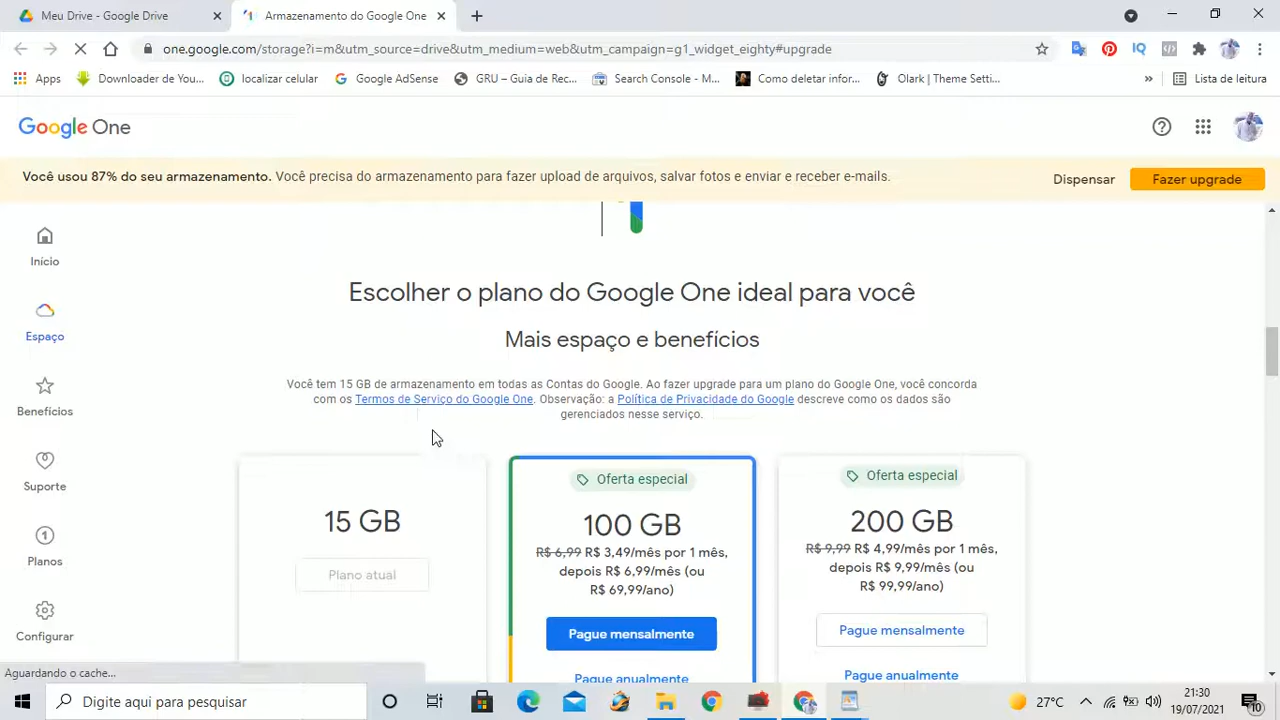 Meu Drive - Google Drive
Armazenamento do Google One
one.google.com/storage?i=m&utm_source=drive&utm_medium=web&utm_campaign=g1_widget_eighty#upgrade
Apps
Downloader de You...
localizar celular
Google AdSense
GRU – Guia de Rec...
Search Console - M...
Como deletar infor...
Olark | Theme Setti...
»
Lista de leitura
Google One
Você usou 87% do seu armazenamento. Você precisa do armazenamento para fazer upload de arquivos, salvar fotos e enviar e receber e-mails.
Dispensar
Fazer upgrade
Início
Espaço
Benefícios
Suporte
Planos
Configurar
Escolher o plano do Google One ideal para você
Mais espaço e benefícios
Você tem 15 GB de armazenamento em todas as Contas do Google. Ao fazer upgrade para um plano do Google One, você concorda
com os Termos de Serviço do Google One. Observação: a Política de Privacidade do Google descreve como os dados são
gerenciados nesse serviço.
15 GB
Plano atual
Oferta especial
100 GB
R$ 6,99 R$ 3,49/mês por 1 mês,
depois R$ 6,99/mês (ou
R$ 69,99/ano)
Pague mensalmente
Pague anualmente
Oferta especial
200 GB
R$ 9,99 R$ 4,99/mês por 1 mês,
depois R$ 9,99/mês (ou
R$ 99,99/ano)
Pague mensalmente
Pague anualmente
Aguardando o cache...
Digite aqui para pesquisar
27°C
21:30
19/07/2021
10